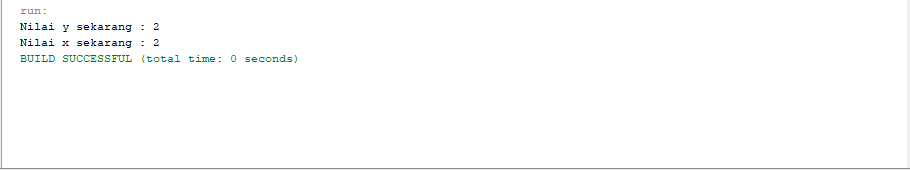 run:
Nilai y sekarang : 2
Nilai x sekarang : 2
BUILD SUCCESSFUL (total time: 0 seconds)